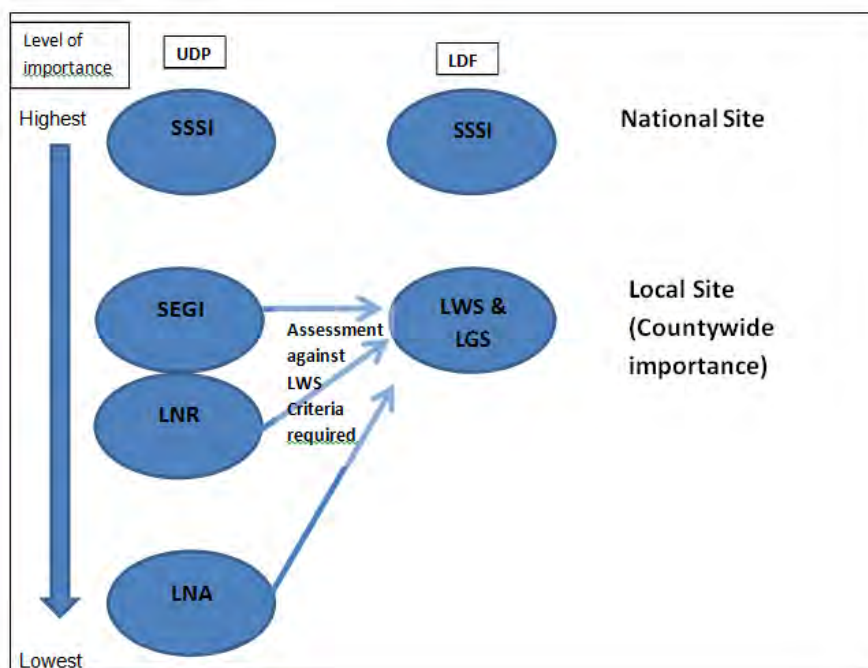 Level of
importance
UDP
LDF
Highest
SSSI
SSSI
National Site
SEGI
LWS &
LGS
Local Site
(Countywide
importance)
Assessment
against
LWS
Criteria
required
LNR
LNA
Lowest